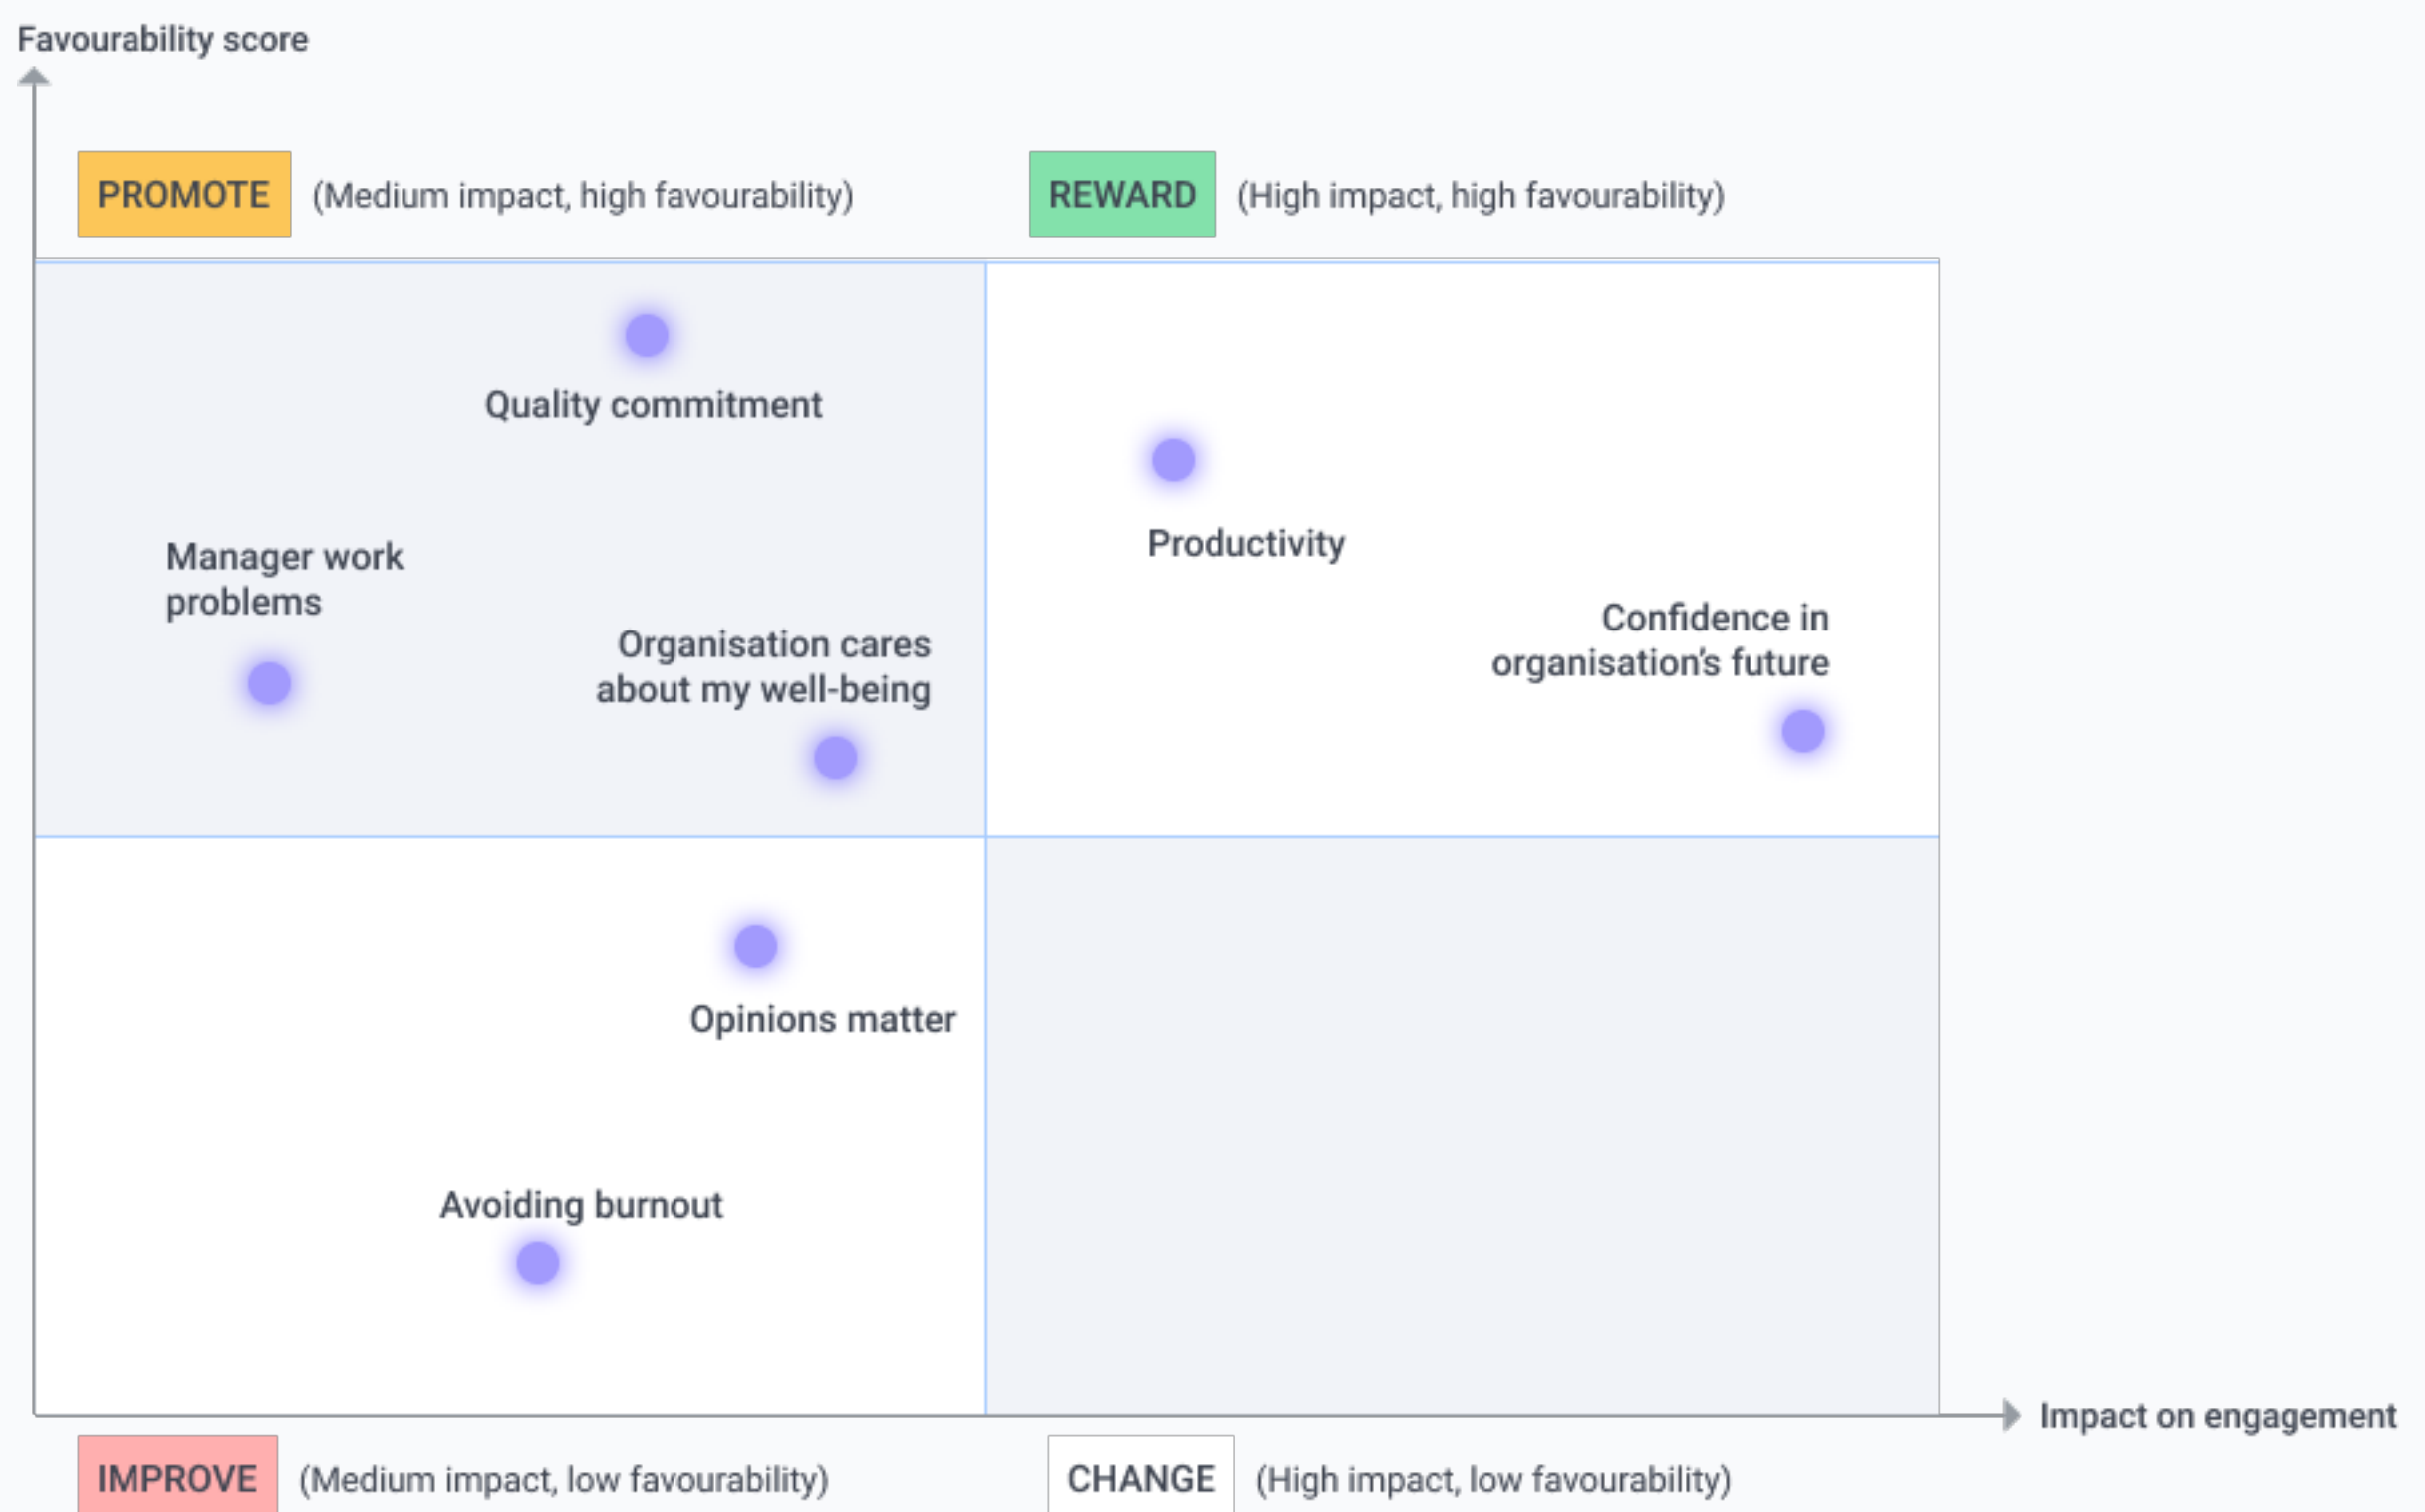 Favourability score
PROMOTE (Medium impact, high favourability)
REWARD (High impact, high favourability)
Quality commitment
Productivity
Manager work
problems
Organisation cares
about my well-being
Confidence in
organisation's future
Opinions matter
Avoiding burnout
Impact on engagement
IMPROVE (Medium impact, low favourability)
CHANGE (High impact, low favourability)